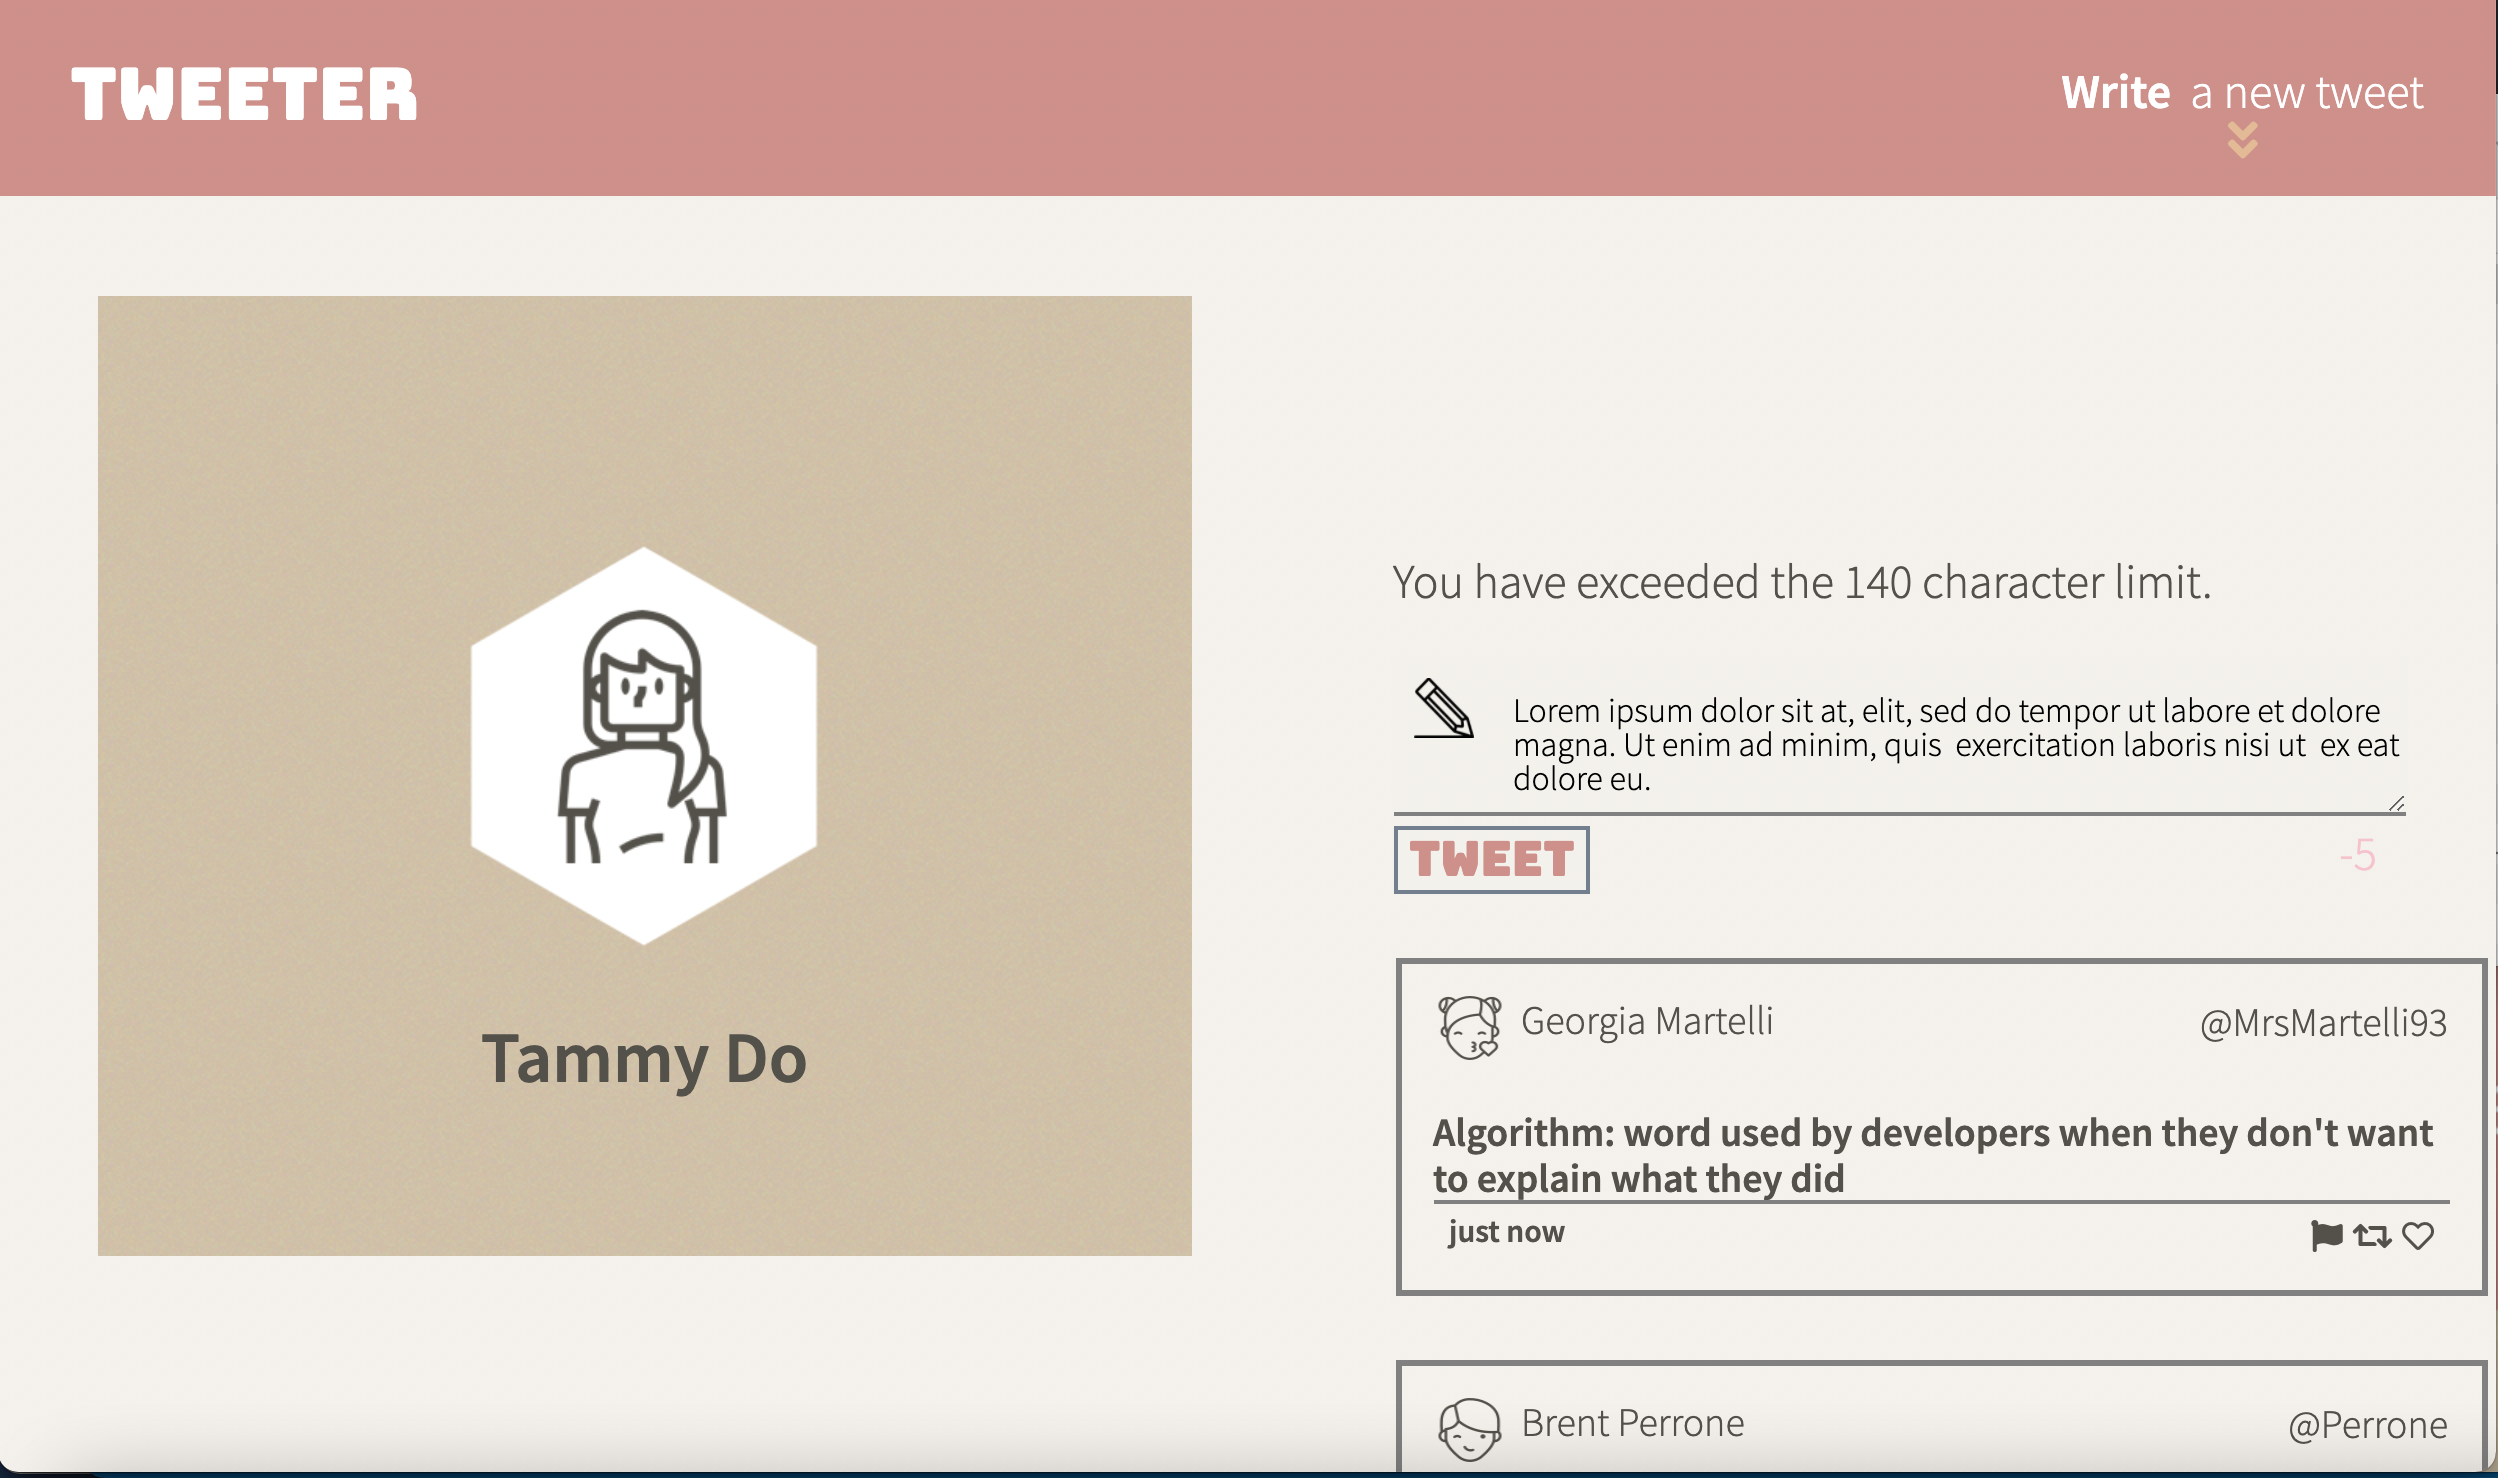 TWEETER
Write a new tweet
Tammy Do
You have exceeded the 140 character limit.
Lorem ipsum dolor sit at, elit, sed do tempor ut labore et dolore
magna. Ut enim ad minim, quis  exercitation laboris nisi ut  ex eat
dolore eu.
TWEET
-5
Georgia Martelli
@MrsMartelli93
Algorithm: word used by developers when they don't want
to explain what they did
just now
Brent Perrone
@Perrone